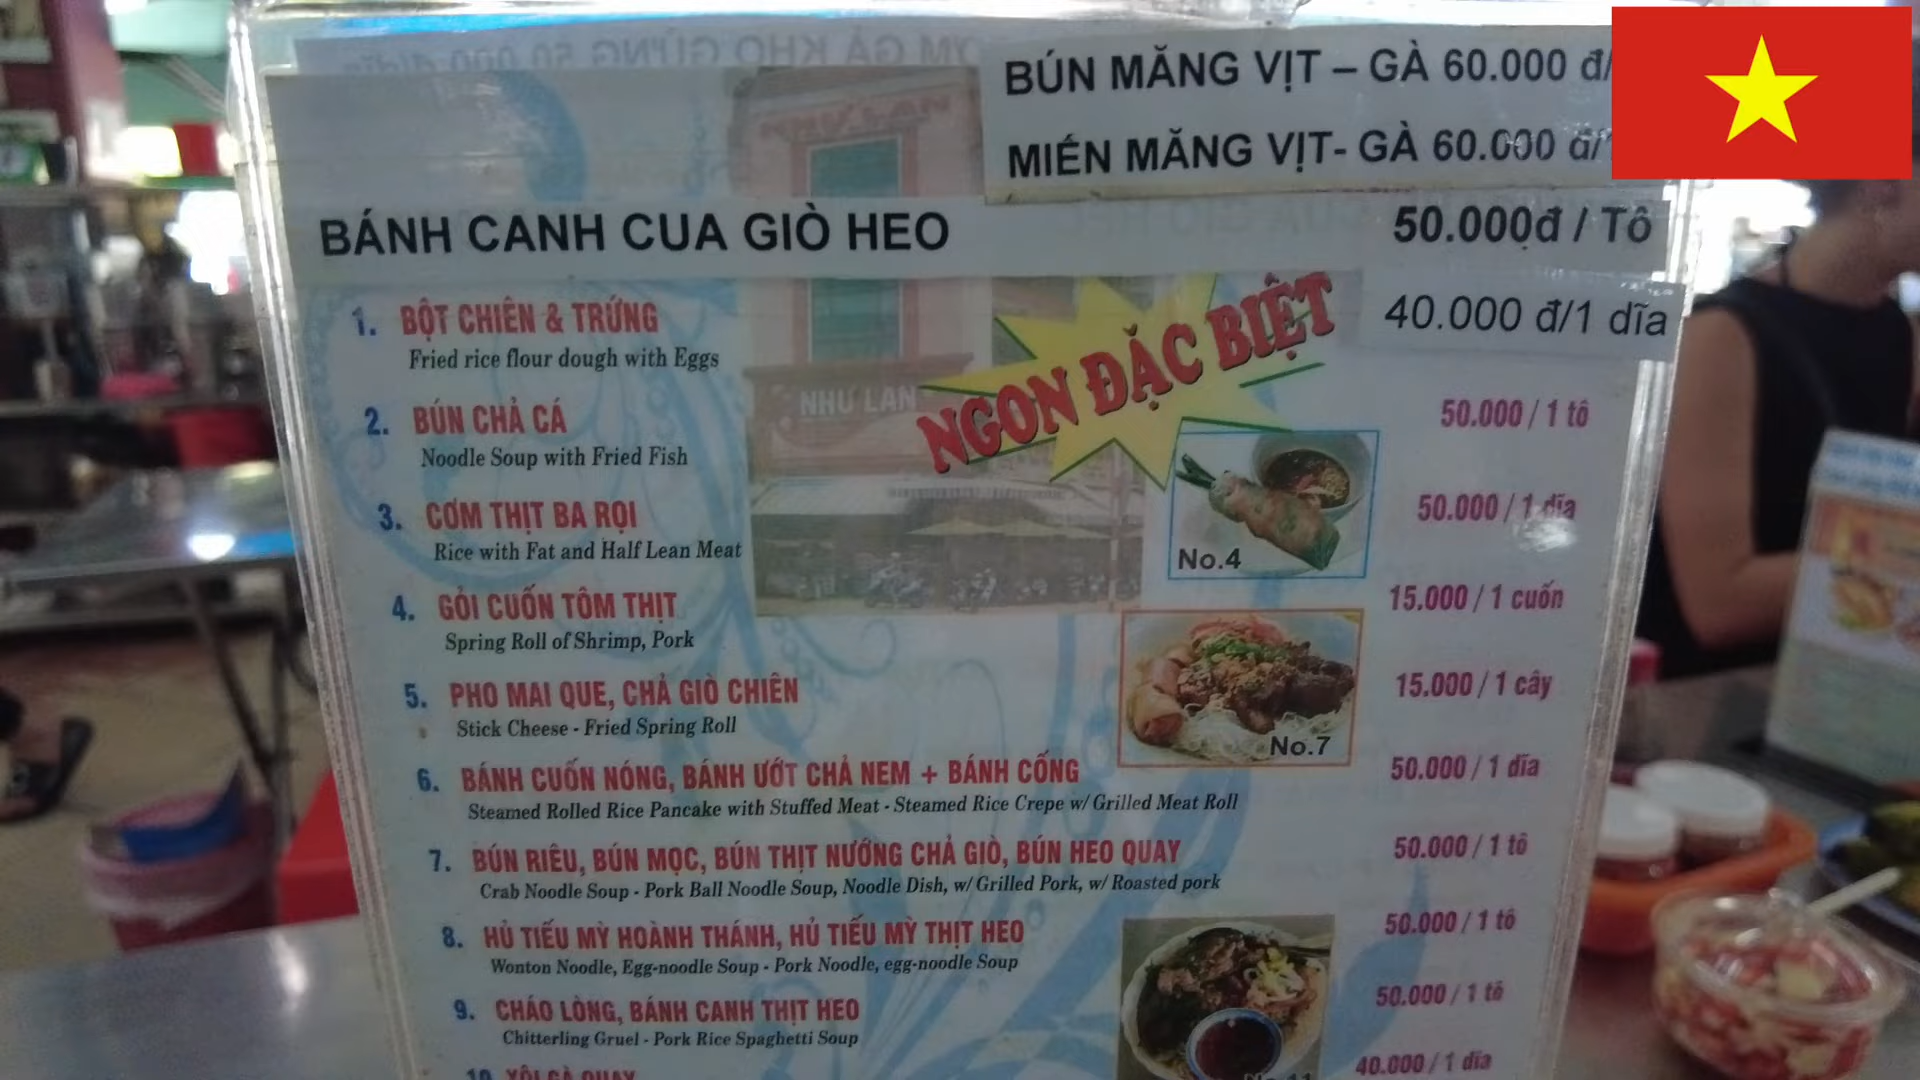 BÚN MĂNG VỊT – GÀ 60.000 đ/
MIẾN MĂNG VỊT- GÀ 60.000 đ/
BÁNH CANH CUA GIÒ HEO 50.000đ / Tô
NHƯ LAN
NGON ĐẶC BIỆT
1. BỘT CHIÊN & TRỨNG 40.000 đ/1 dĩa
Fried rice flour dough with Eggs
2. BÚN CHẢ CÁ 50.000 / 1 tô
Noodle Soup with Fried Fish
3. CƠM THỊT BA RỌI 50.000 / 1 dĩa
Rice with Fat and Half Lean Meat
No.4
4. GỎI CUỐN TÔM THỊT 15.000 / 1 cuốn
Spring Roll of Shrimp, Pork
5. PHO MAI QUE, CHẢ GIÒ CHIÊN 15.000 / 1 cây
Stick Cheese - Fried Spring Roll
No.7
6. BÁNH CUỐN NÓNG, BÁNH ƯỚT CHẢ NEM + BÁNH CỐNG 50.000 / 1 dĩa
Steamed Rolled Rice Pancake with Stuffed Meat - Steamed Rice Crepe w/ Grilled Meat Roll
7. BÚN RIÊU, BÚN MỌC, BÚN THỊT NƯỚNG CHẢ GIÒ, BÚN HEO QUAY 50.000 / 1 tô
Crab Noodle Soup - Pork Ball Noodle Soup, Noodle Dish, w/ Grilled Pork, w/ Roasted pork
8. HỦ TIẾU MỲ HOÀNH THÁNH, HỦ TIẾU MỲ THỊT HEO 50.000 / 1 tô
Wonton Noodle, Egg-noodle Soup - Pork Noodle, egg-noodle Soup
9. CHÁO LÒNG, BÁNH CANH THỊT HEO 50.000 / 1 tô
Chitterling Gruel - Pork Rice Spaghetti Soup
10. XÔI GÀ QUAY 40.000 / 1 dĩa
No.11